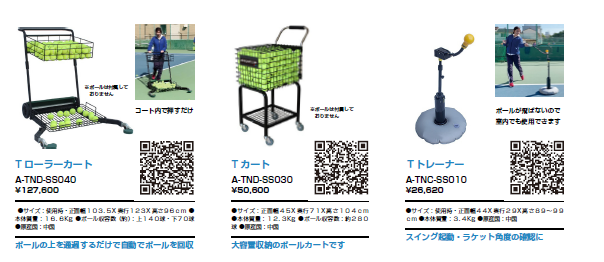 ※ボールは付属して
おりません
コート内で押すだけ
Tローラーカート
A-TND-SS040
¥127,600
●サイズ：使用時・正面幅103.5X奥行123X高さ96cm ●
本体質量：16.6Kg ●ボール収容数（約）：上140球・下70球
●原産国：中国
ボールの上を通過するだけで自動でボールを回収
※ボールは付属して
おりません
Tカート
A-TND-SS030
¥50,600
●サイズ：使用時・正面幅45X奥行71X高さ104cm
●本体質量：12.3Kg ●ボール収容数：約280
球 ●原産国：中国
大容量収納のボールカートです
ボールが飛ばないので
室内でも使用できます
Tトレーナー
A-TNC-SS010
¥26,620
●サイズ：使用時・正面幅44X奥行29X高さ89〜99
cm ●本体質量：3.4Kg ●原産国：中国
スイング起動・ラケット角度の確認に